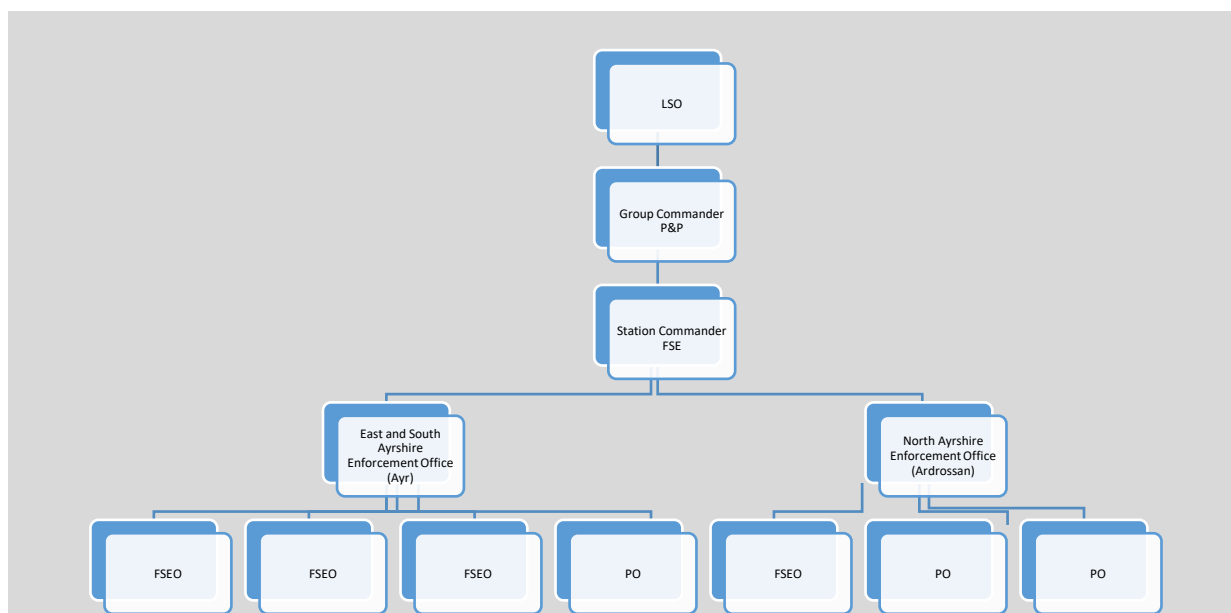 LSO
Group Commander
P&P
Station Commander
FSE
East and South
Ayrshire
Enforcement Office
(Ayr)
North Ayrshire
Enforcement Office
(Ardrossan)
FSEO
FSEO
FSEO
PO
FSEO
PO
PO